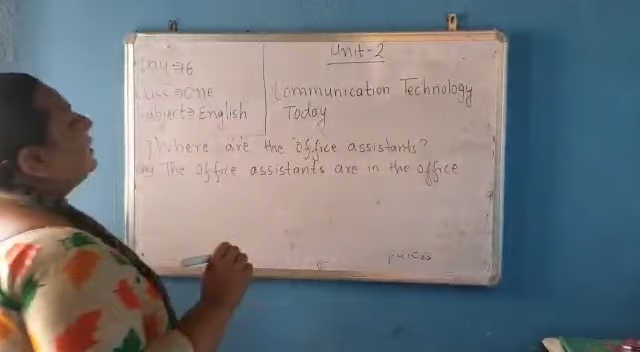 Day → 6
Class → One
Subject → English
Unit-2
Communication Technology
Today
1) Where are the office assistants?
The office assistants are in the office